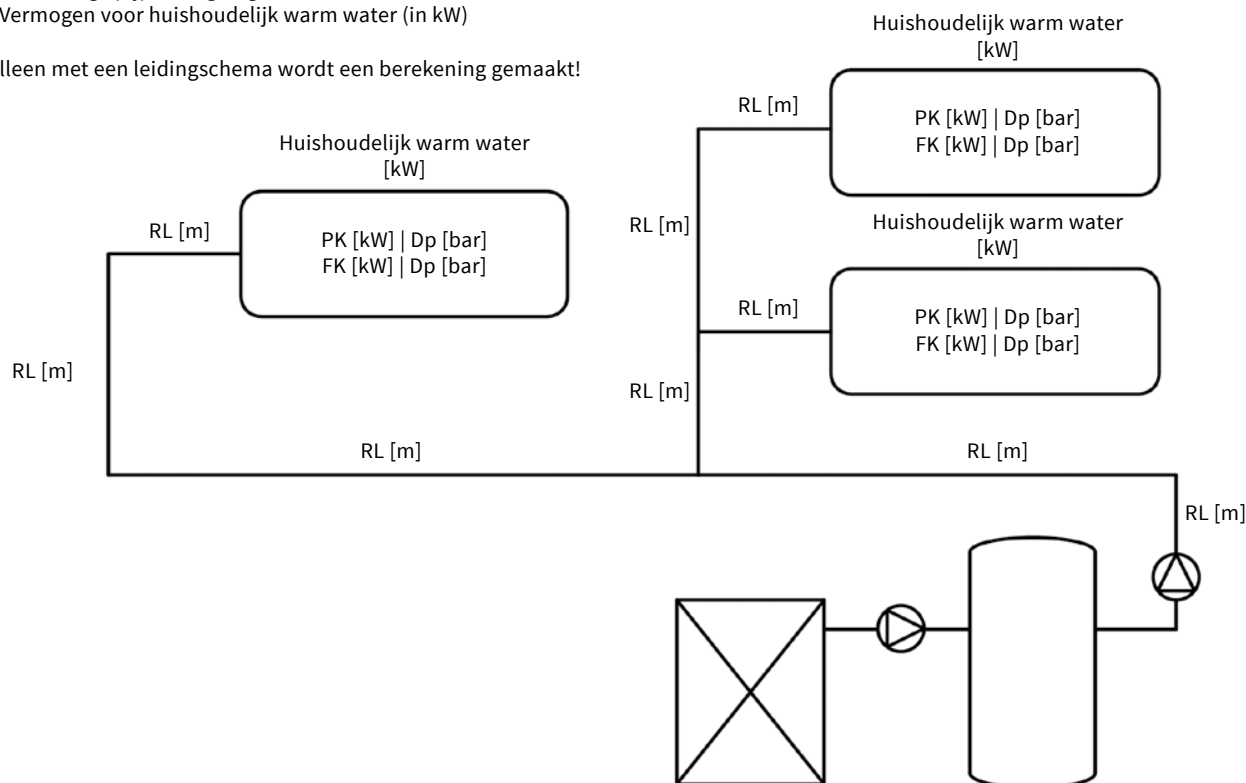 Vermogen voor huishoudelijk warm water (in kW)
lleen met een leidingschema wordt een berekening gemaakt!
Huishoudelijk warm water
[kW]
RL [m]
PK [kW] | Dp [bar]
FK [kW] | Dp [bar]
Huishoudelijk warm water
[kW]
RL [m]
PK [kW] | Dp [bar]
FK [kW] | Dp [bar]
RL [m]
Huishoudelijk warm water
[kW]
RL [m]
PK [kW] | Dp [bar]
FK [kW] | Dp [bar]
RL [m]
RL [m]
RL [m]
RL [m]
RL [m]